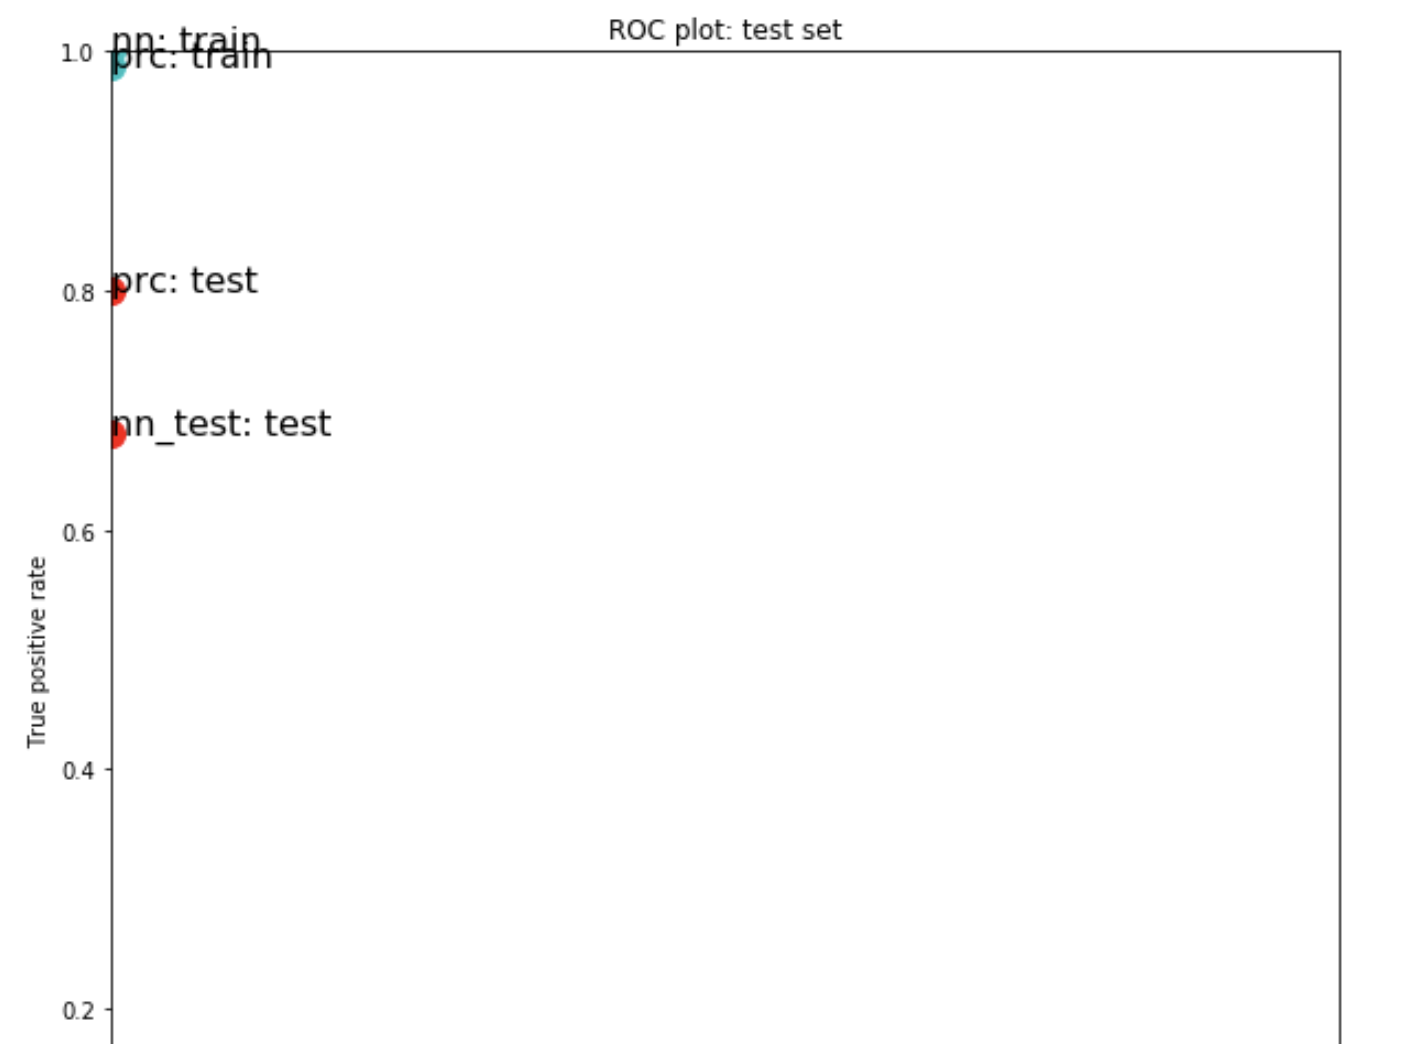 ROC plot: test set
nn: train
1.0
prc: train
prc: test
0.8
nn_test: test
0.6
True positive rate
0.4
0.2